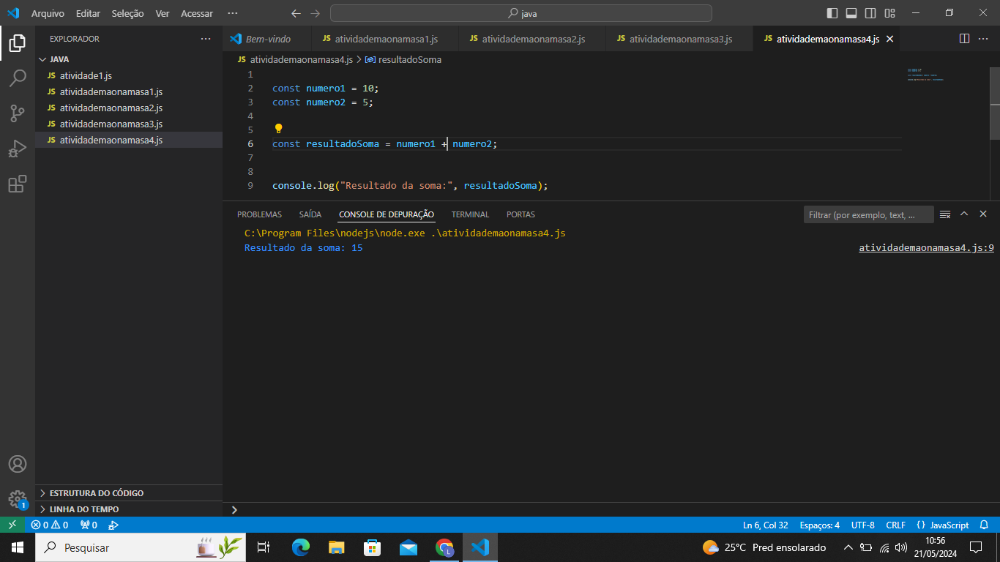 Arquivo Editar Seleção Ver Acessar ··· java
EXPLORADOR ···
JAVA
JS atividade1.js
JS atividademaonamasa1.js
JS atividademaonamasa2.js
JS atividademaonamasa3.js
JS atividademaonamasa4.js
ESTRUTURA DO CÓDIGO
LINHA DO TEMPO
Bem-vindo JS atividademaonamasa1.js JS atividademaonamasa2.js JS atividademaonamasa3.js JS atividademaonamasa4.js
JS atividademaonamasa4.js > resultadoSoma
1
2 const numero1 = 10;
3 const numero2 = 5;
4
5
6 const resultadoSoma = numero1 + numero2;
7
8
9 console.log("Resultado da soma:", resultadoSoma);
PROBLEMAS SAÍDA CONSOLE DE DEPURAÇÃO TERMINAL PORTAS Filtrar (por exemplo, text, ...
C:\Program Files\nodejs\node.exe .\atividademaonamasa4.js
Resultado da soma: 15 atividademaonamasa4.js:9
1
0 0 0 Ln 6, Col 32 Espaços: 4 UTF-8 CRLF {} JavaScript
Pesquisar L 25°C Pred ensolarado 10:56
21/05/2024